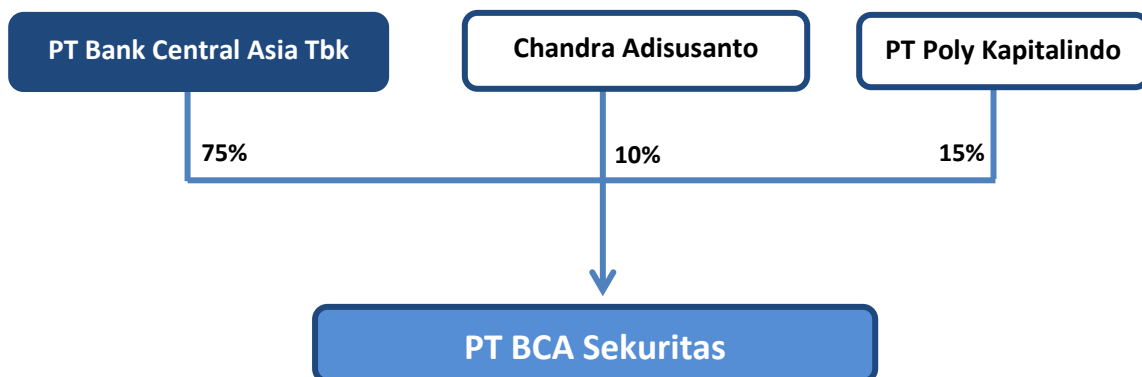 PT Bank Central Asia Tbk
Chandra Adisusanto
PT Poly Kapitalindo
75%
10%
15%
PT BCA Sekuritas